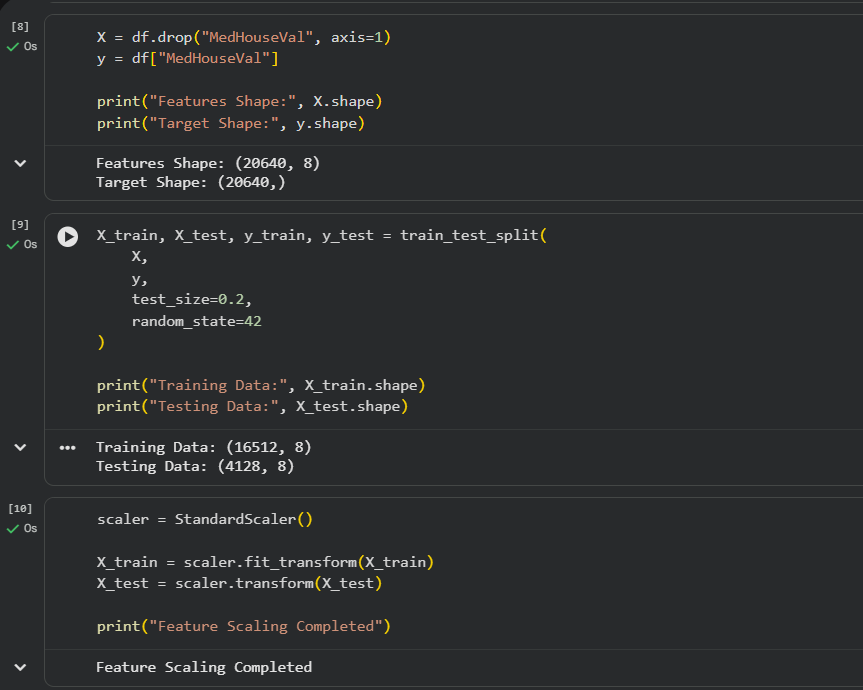 [8]
0s
X = df.drop("MedHouseVal", axis=1)
y = df["MedHouseVal"]
print("Features Shape:", X.shape)
print("Target Shape:", y.shape)
Features Shape: (20640, 8)
Target Shape: (20640,)
[9]
0s
X_train, X_test, y_train, y_test = train_test_split(
    X,
    y,
    test_size=0.2,
    random_state=42
)
print("Training Data:", X_train.shape)
print("Testing Data:", X_test.shape)
Training Data: (16512, 8)
Testing Data: (4128, 8)
[10]
0s
scaler = StandardScaler()
X_train = scaler.fit_transform(X_train)
X_test = scaler.transform(X_test)
print("Feature Scaling Completed")
Feature Scaling Completed